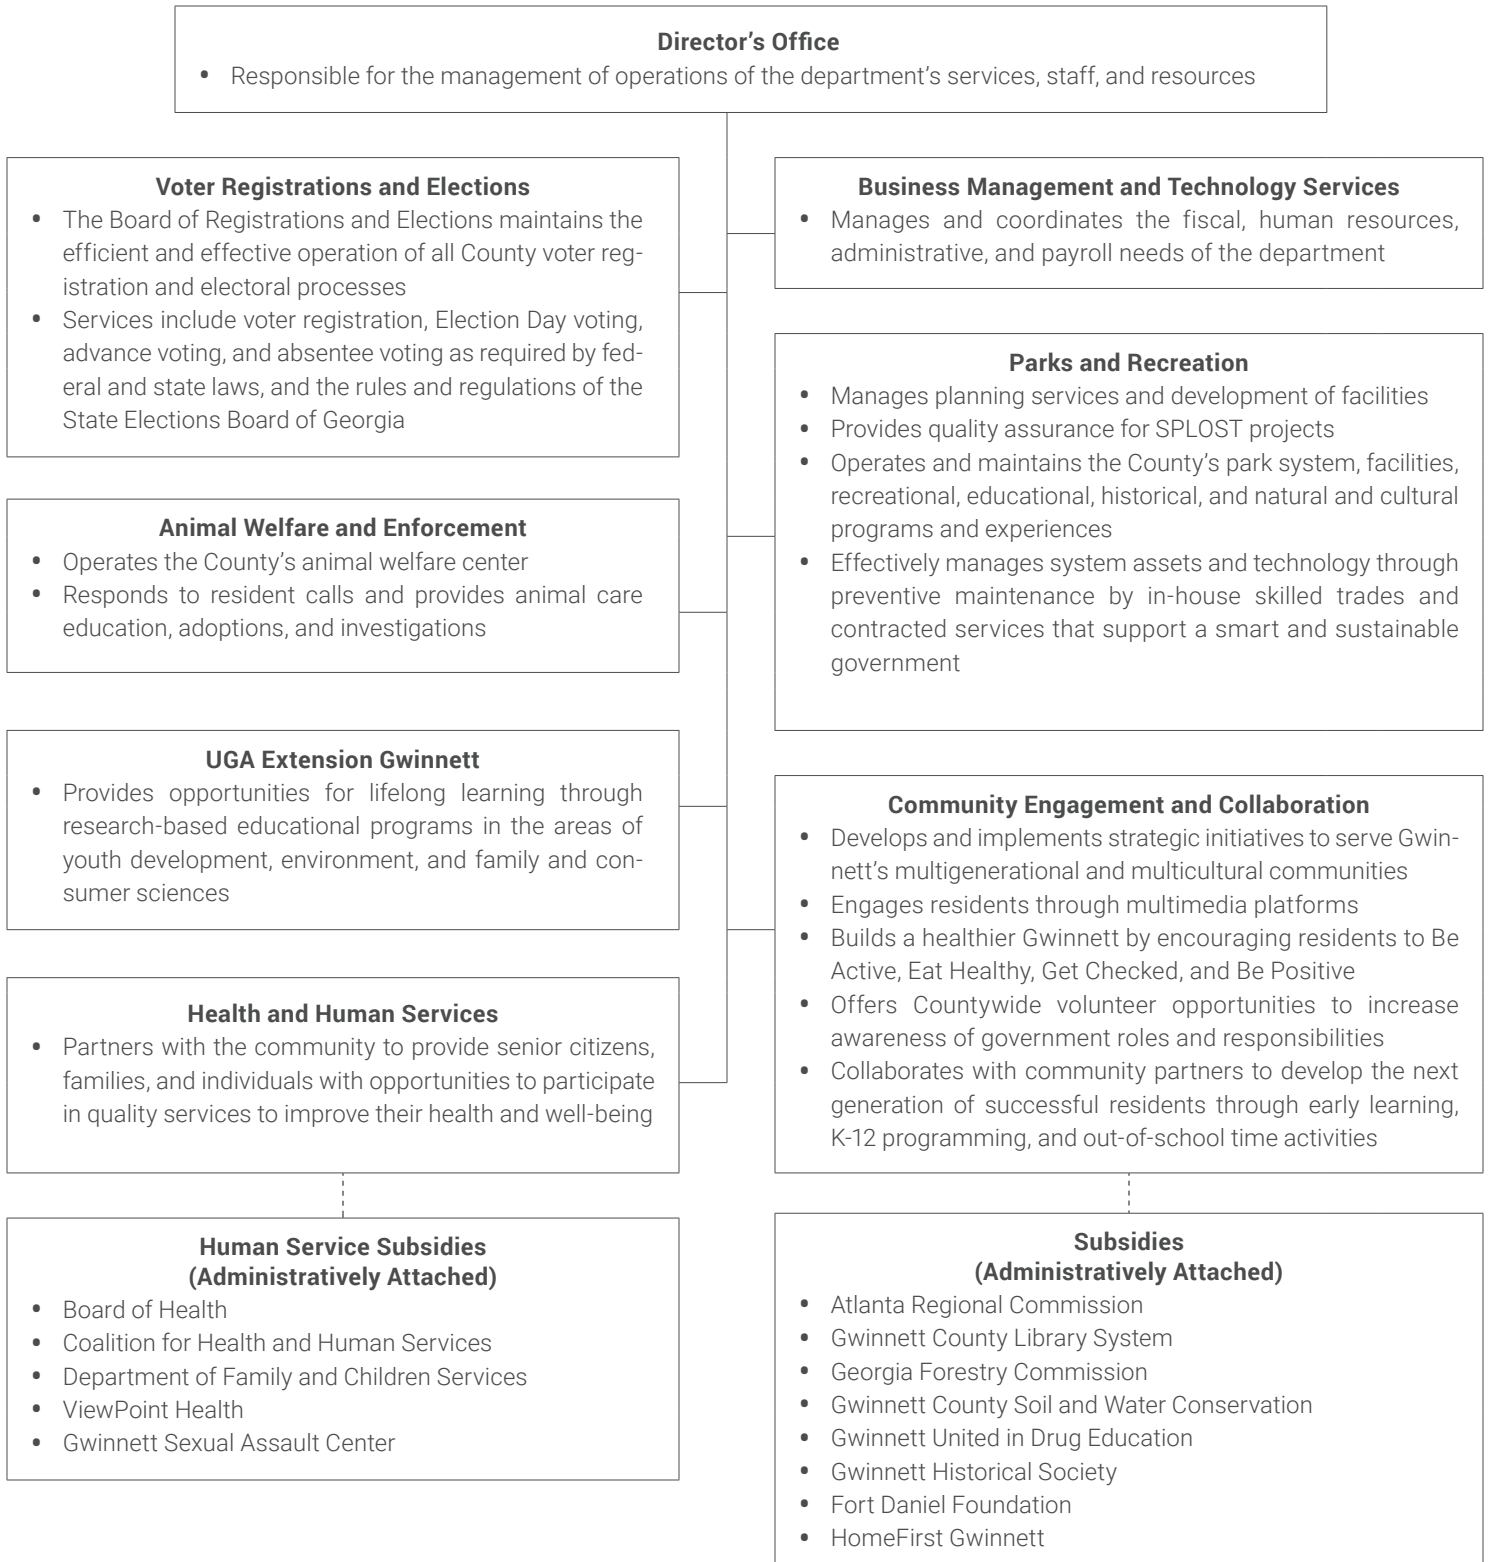 Director’s Office
• Responsible for the management of operations of the department’s services, staff, and resources
Voter Registrations and Elections
• The Board of Registrations and Elections maintains the
efficient and effective operation of all County voter reg-
istration and electoral processes
• Services include voter registration, Election Day voting,
advance voting, and absentee voting as required by fed-
eral and state laws, and the rules and regulations of the
State Elections Board of Georgia
Animal Welfare and Enforcement
• Operates the County’s animal welfare center
• Responds to resident calls and provides animal care
education, adoptions, and investigations
UGA Extension Gwinnett
• Provides opportunities for lifelong learning through
research-based educational programs in the areas of
youth development, environment, and family and con-
sumer sciences
Health and Human Services
• Partners with the community to provide senior citizens,
families, and individuals with opportunities to participate
in quality services to improve their health and well-being
Human Service Subsidies
(Administratively Attached)
• Board of Health
• Coalition for Health and Human Services
• Department of Family and Children Services
• ViewPoint Health
• Gwinnett Sexual Assault Center
Business Management and Technology Services
• Manages and coordinates the fiscal, human resources,
administrative, and payroll needs of the department
Parks and Recreation
• Manages planning services and development of facilities
• Provides quality assurance for SPLOST projects
• Operates and maintains the County’s park system, facilities,
recreational, educational, historical, and natural and cultural
programs and experiences
• Effectively manages system assets and technology through
preventive maintenance by in-house skilled trades and
contracted services that support a smart and sustainable
government
Community Engagement and Collaboration
• Develops and implements strategic initiatives to serve Gwin-
nett’s multigenerational and multicultural communities
• Engages residents through multimedia platforms
• Builds a healthier Gwinnett by encouraging residents to Be
Active, Eat Healthy, Get Checked, and Be Positive
• Offers Countywide volunteer opportunities to increase
awareness of government roles and responsibilities
• Collaborates with community partners to develop the next
generation of successful residents through early learning,
K-12 programming, and out-of-school time activities
Subsidies
(Administratively Attached)
• Atlanta Regional Commission
• Gwinnett County Library System
• Georgia Forestry Commission
• Gwinnett County Soil and Water Conservation
• Gwinnett United in Drug Education
• Gwinnett Historical Society
• Fort Daniel Foundation
• HomeFirst Gwinnett